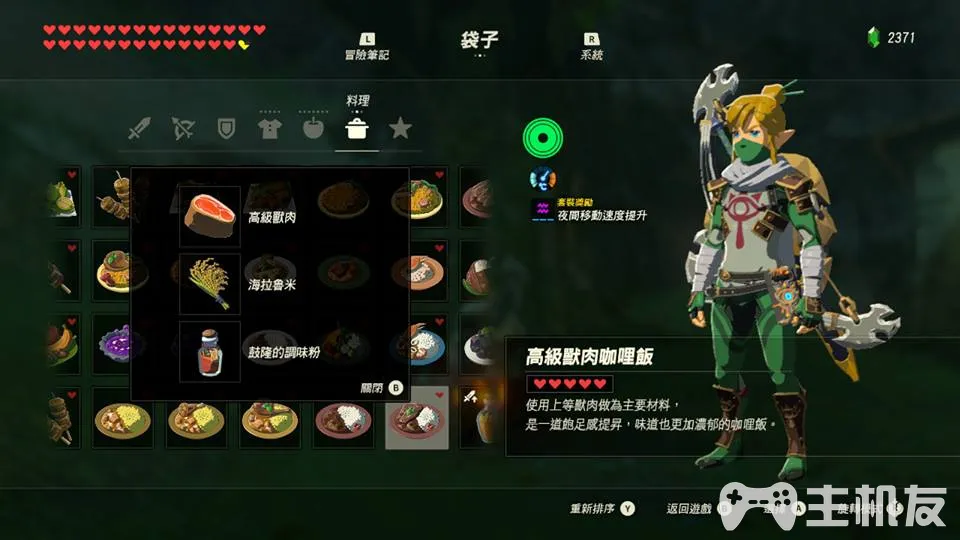 L
冒險筆記
袋子
R
系統
2371
料理
套裝獎勵
夜間移動速度提升
高級獸肉
海拉魯米
鼓隆的調味粉
關閉 B
高級獸肉咖哩飯
使用上等獸肉做為主要材料，
是一道飽足感提昇，味道也更加濃郁的咖哩飯。
重新排序 Y
返回遊戲
選擇 A
主机友